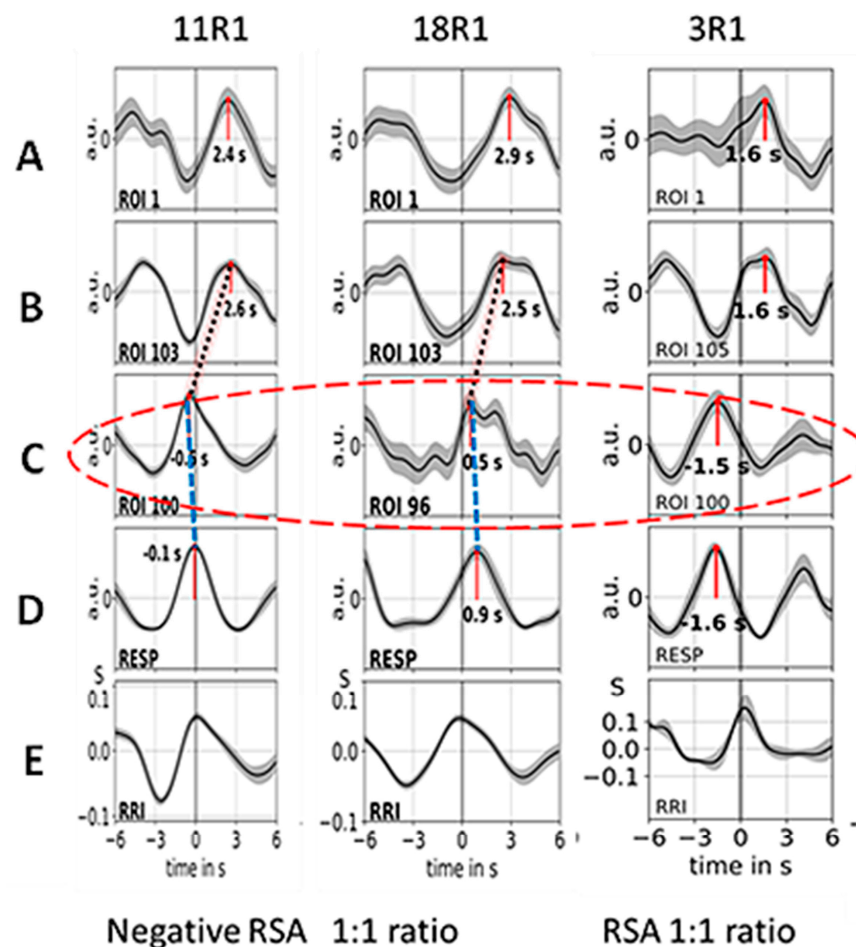 11R1 18R1 3R1
A a.u. 0 2.4 s ROI 1 a.u. 0 2.9 s ROI 1 a.u. 0 1.6 s ROI 1
B a.u. 0 2.6 s ROI 103 a.u. 0 2.5 s ROI 103 a.u. 0 1.6 s ROI 105
C a.u. 0 -0.5 s ROI 100 a.u. 0 0.5 s ROI 96 a.u. 0 -1.5 s ROI 100
D a.u. 0 -0.1 s RESP a.u. 0 0.9 s RESP a.u. 0 -1.6 s RESP
S S S
E 0.1 0.0 −0.1 RRI 0.1 0.0 −0.1 RRI 0.1 0.0 −0.1 RRI
−6 −3 0 3 6 −6 −3 0 3 6 −6 −3 0 3 6
time in s time in s time in s
Negative RSA 1:1 ratio RSA 1:1 ratio